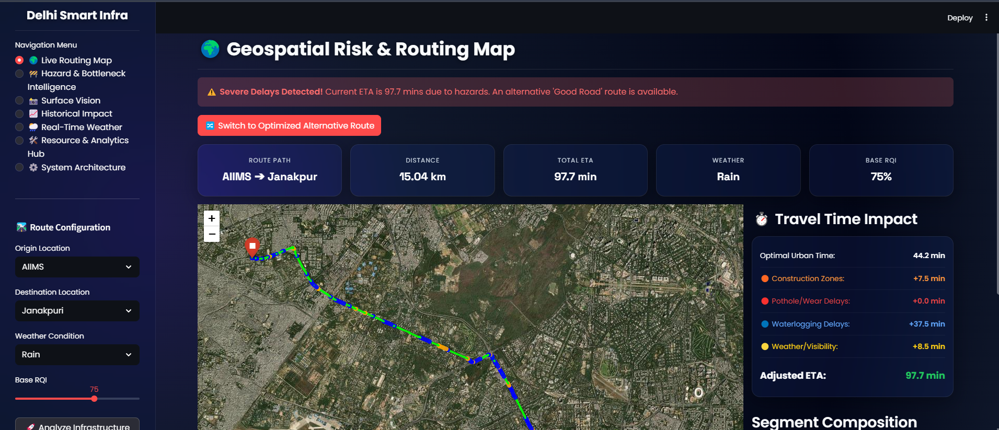 Delhi Smart Infra
Navigation Menu
Live Routing Map
Hazard & Bottleneck
Intelligence
Surface Vision
Historical Impact
Real-Time Weather
Resource & Analytics
Hub
System Architecture
Route Configuration
Origin Location
AIIMS
Destination Location
Janakpuri
Weather Condition
Rain
Base RQI
75
Analyze Infrastructure
Deploy
Geospatial Risk & Routing Map
Severe Delays Detected! Current ETA is 97.7 mins due to hazards. An alternative 'Good Road' route is available.
Switch to Optimized Alternative Route
ROUTE PATH
AIIMS ➔ Janakpur
DISTANCE
15.04 km
TOTAL ETA
97.7 min
WEATHER
Rain
BASE RQI
75%
+
−
Travel Time Impact
Optimal Urban Time: 44.2 min
Construction Zones: +7.5 min
Pothole/Wear Delays: +0.0 min
Waterlogging Delays: +37.5 min
Weather/Visibility: +8.5 min
Adjusted ETA: 97.7 min
Segment Composition